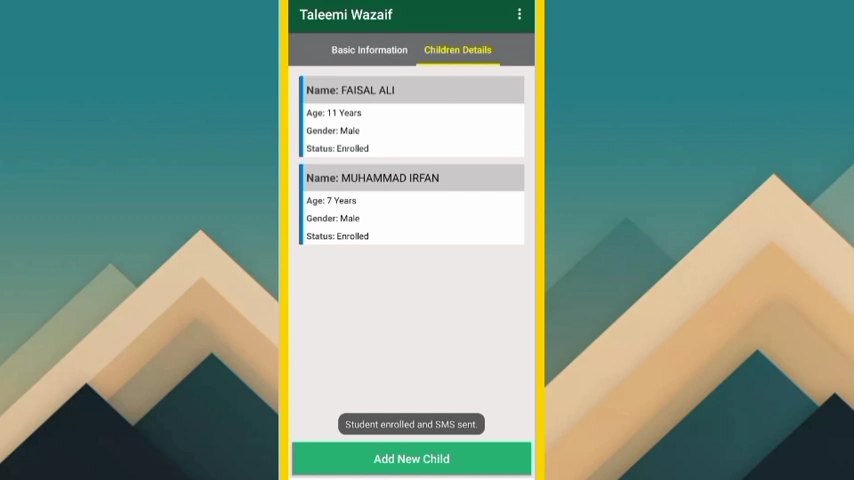 Taleemi Wazaif
Basic Information
Children Details
Name: FAISAL ALI
Age: 11 Years
Gender: Male
Status: Enrolled
Name: MUHAMMAD IRFAN
Age: 7 Years
Gender: Male
Status: Enrolled
Student enrolled and SMS sent.
Add New Child